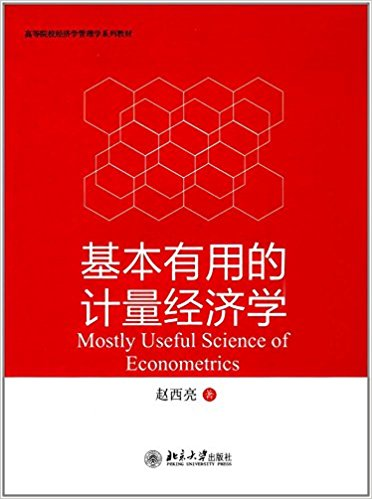 高等院校经济学管理学系列教材
基本有用的
计量经济学
Mostly Useful Science of
Econometrics
赵西亮 著
北京大学出版社
PEKING UNIVERSITY PRESS